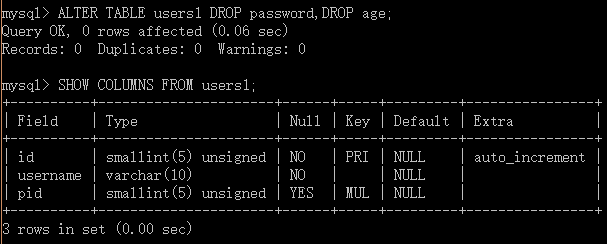 mysql> ALTER TABLE users1 DROP password,DROP age;
Query OK, 0 rows affected (0.06 sec)
Records: 0  Duplicates: 0  Warnings: 0
mysql> SHOW COLUMNS FROM users1;
+----------+----------------------+------+-----+---------+----------------+
| Field    | Type                 | Null | Key | Default | Extra          |
+----------+----------------------+------+-----+---------+----------------+
| id       | smallint(5) unsigned | NO   | PRI | NULL    | auto_increment |
| username | varchar(10)          | NO   |     | NULL    |                |
| pid      | smallint(5) unsigned | YES  | MUL | NULL    |                |
+----------+----------------------+------+-----+---------+----------------+
3 rows in set (0.00 sec)